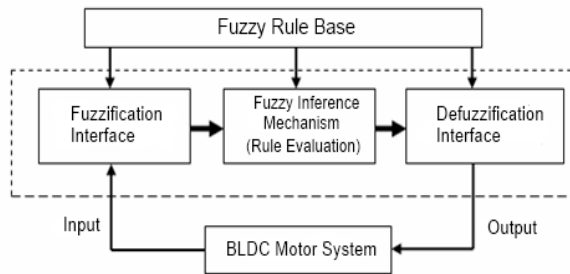 Fuzzy Rule Base
Fuzzification
Interface
Fuzzy Inference
Mechanism
(Rule Evaluation)
Defuzzification
Interface
Input
Output
BLDC Motor System